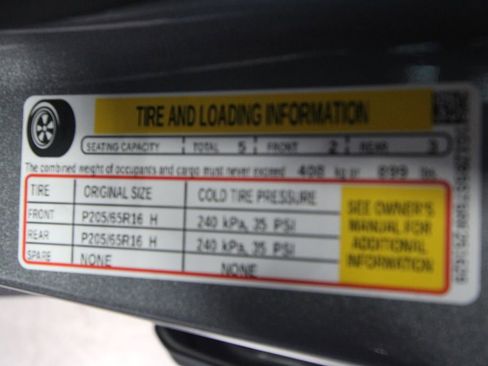 TIRE AND LOADING INFORMATION
SEATING CAPACITY TOTAL 5 FRONT 2 REAR 3
The combined weight of occupants and cargo must never exceed 408 kg or 899 lbs.
TIRE ORIGINAL SIZE COLD TIRE PRESSURE
FRONT P205/65R16 H 240 kPa, 35 PSI
REAR P205/65R16 H 240 kPa, 35 PSI
SPARE NONE NONE
SEE OWNER'S
MANUAL FOR
ADDITIONAL
INFORMATION